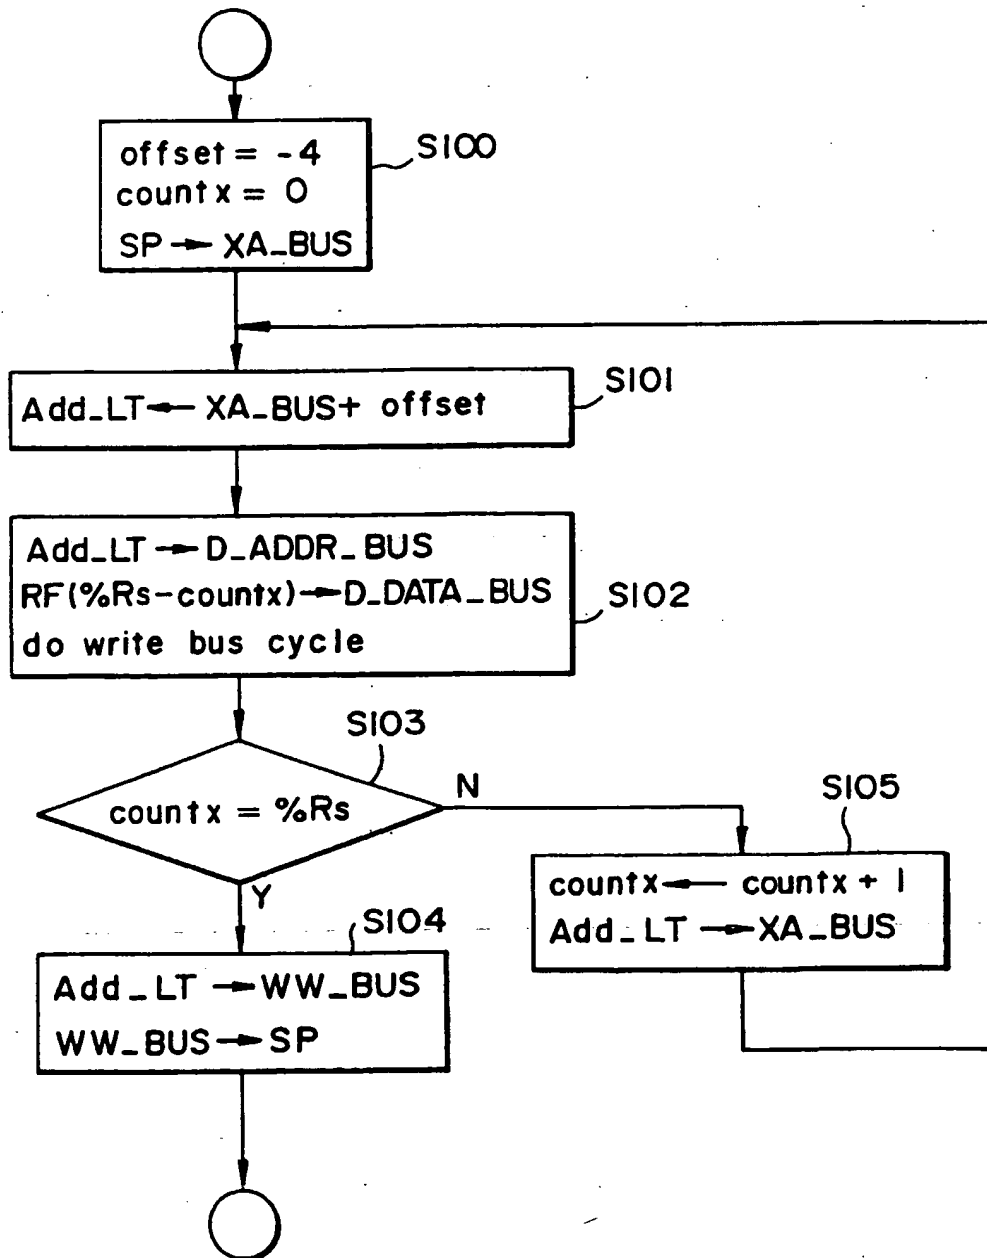 offset = -4
countx = 0
SP → XA_BUS
S100
Add_LT ← XA_BUS + offset
S101
Add_LT → D_ADDR_BUS
RF(%Rs-countx) → D_DATA_BUS
do write bus cycle
S102
S103
countx = %Rs
N
Y
S105
countx ← countx + 1
Add_LT → XA_BUS
S104
Add_LT → WW_BUS
WW_BUS → SP